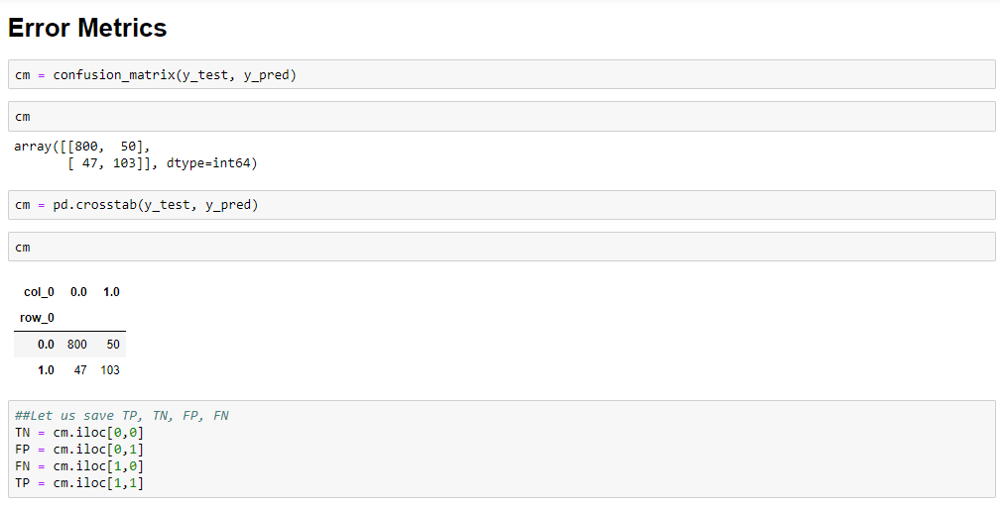 Error Metrics
cm = confusion_matrix(y_test, y_pred)
cm
array([[800,  50],
       [ 47, 103]], dtype=int64)
cm = pd.crosstab(y_test, y_pred)
cm
col_0 0.0 1.0
row_0
0.0 800 50
1.0 47 103
##Let us save TP, TN, FP, FN
TN = cm.iloc[0,0]
FP = cm.iloc[0,1]
FN = cm.iloc[1,0]
TP = cm.iloc[1,1]